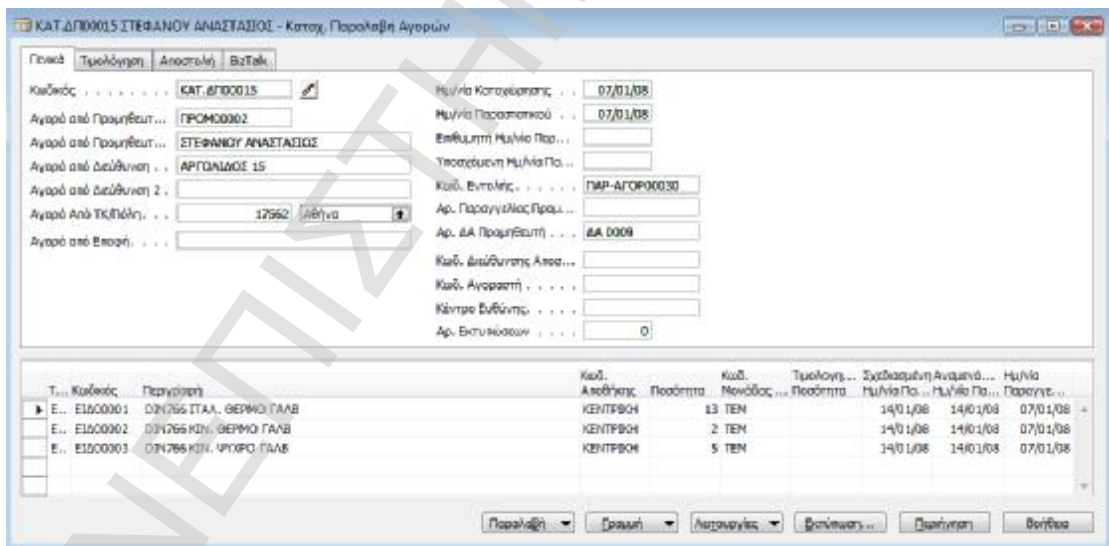 ΚΑΤ.ΔΠ00015 ΣΤΕΦΑΝΟΥ ΑΝΑΣΤΑΣΙΟΣ - Καταχ. Παραλαβή Αγορών
Γενικά Τιμολόγηση Αποστολή BizTalk
Κωδικός . . . . . . . . ΚΑΤ.ΔΠ00015
Αγορά από Προμηθευτ... ΠΡΟΜ00002
Αγορά από Προμηθευτ... ΣΤΕΦΑΝΟΥ ΑΝΑΣΤΑΣΙΟΣ
Αγορά από Διεύθυνση . . ΑΡΓΟΛΙΔΟΣ 15
Αγορά από Διεύθυνση 2 .
Αγορά Από ΤΚ/Πόλη. . . 17562 Αθήνα
Αγορά από Επαφή. . . . .
Ημ/νία Καταχώρησης . . 07/01/08
Ημ/νία Παραστατικού . . 07/01/08
Επιθυμητή Ημ/νία Παρ...
Υποσχόμενη Ημ/νία Πα...
Κωδ. Εντολής. . . . . . ΠΑΡ-ΑΓΟΡ00030
Αρ. Παραγγελίας Προμ...
Αρ. ΔΑ Προμηθευτή . . . ΔΑ 0009
Κωδ. Διεύθυνσης Αποσ...
Κωδ. Αγοραστή . . . . .
Κέντρο Ευθύνης. . . . .
Αρ. Εκτυπώσεων . . . . 0
Τ... Κωδικός Περιγραφή Κωδ. Αποθήκης Ποσότητα Κωδ. Μονάδας ... Τιμολογη... Ποσότητα Σχεδιασμένη Ημ/νία Πα... Αναμενό... Ημ/νία Πα... Ημ/νία Παραγγε...
Ε... ΕΙΔ00001 DIN766 ΙΤΑΛ. ΘΕΡΜΟ ΓΑΛΒ ΚΕΝΤΡΙΚΗ 13 ΤΕΜ 14/01/08 14/01/08 07/01/08
Ε... ΕΙΔ00002 DIN766 ΚΙΝ. ΘΕΡΜΟ ΓΑΛΒ ΚΕΝΤΡΙΚΗ 2 ΤΕΜ 14/01/08 14/01/08 07/01/08
Ε... ΕΙΔ00003 DIN766 ΚΙΝ. ΨΥΧΡΟ ΓΑΛΒ ΚΕΝΤΡΙΚΗ 5 ΤΕΜ 14/01/08 14/01/08 07/01/08
Παραλαβή Γραμμή Λειτουργίες Εκτύπωση... Περιήγηση Βοήθεια